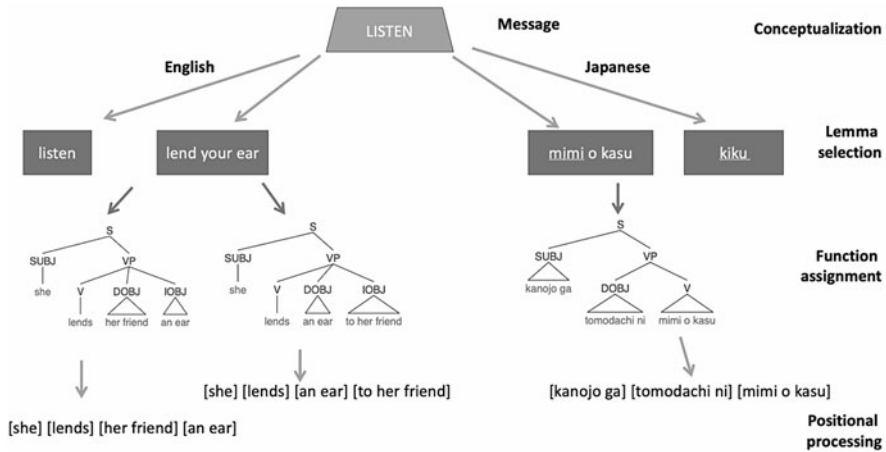 LISTEN
Message
Conceptualization
English
Japanese
listen
lend your ear
mimi o kasu
kiku
Lemma
selection
S
SUBJ
VP
she
V
DOBJ
IOBJ
lends
her friend
an ear
S
SUBJ
VP
she
V
DOBJ
IOBJ
lends
an ear
to her friend
S
SUBJ
VP
kanojo ga
DOBJ
V
tomodachi ni
mimi o kasu
Function
assignment
[she] [lends] [an ear] [to her friend]
[kanojo ga] [tomodachi ni] [mimi o kasu]
[she] [lends] [her friend] [an ear]
Positional
processing